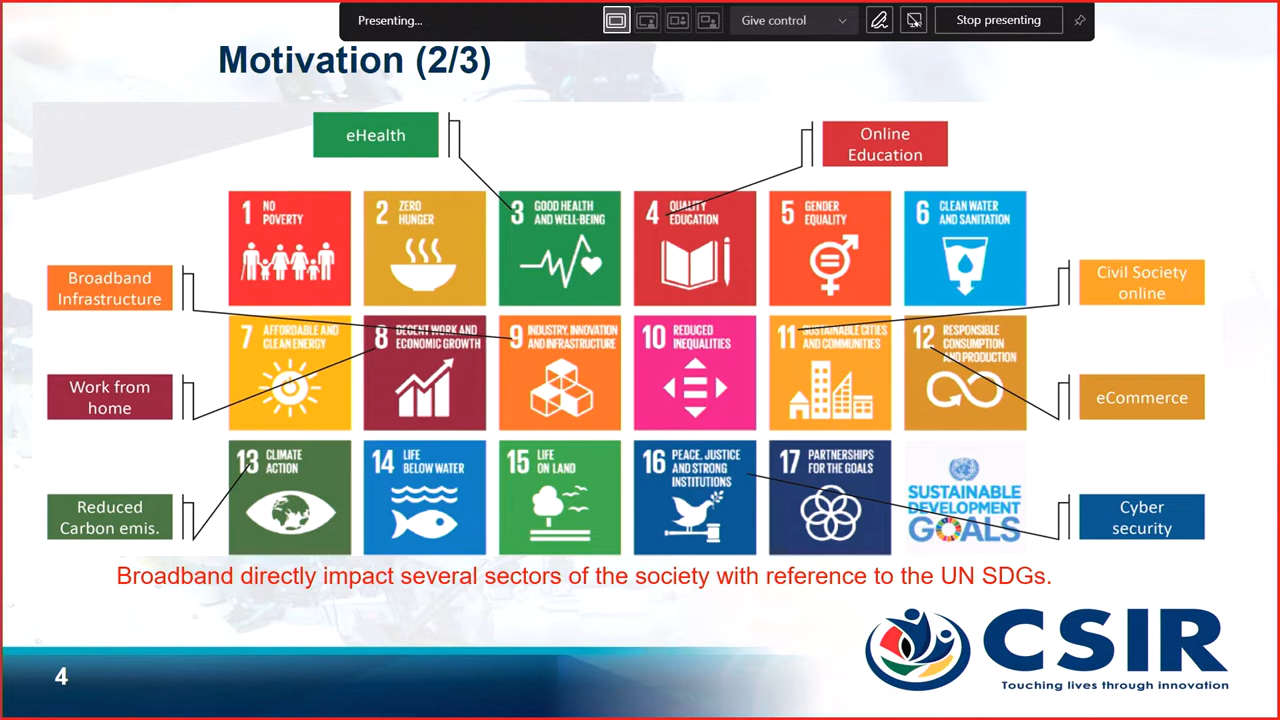 Presenting...
Give control
Stop presenting
Motivation (2/3)
eHealth
Online
Education
1 NO
POVERTY
2 ZERO
HUNGER
3 GOOD HEALTH
AND WELL-BEING
4 QUALITY
EDUCATION
5 GENDER
EQUALITY
6 CLEAN WATER
AND SANITATION
Broadband
Infrastructure
Civil Society
online
7 AFFORDABLE AND
CLEAN ENERGY
8 DECENT WORK AND
ECONOMIC GROWTH
9 INDUSTRY, INNOVATION
AND INFRASTRUCTURE
10 REDUCED
INEQUALITIES
11 SUSTAINABLE CITIES
AND COMMUNITIES
12 RESPONSIBLE
CONSUMPTION
AND PRODUCTION
Work from
home
eCommerce
13 CLIMATE
ACTION
14 LIFE
BELOW WATER
15 LIFE
ON LAND
16 PEACE, JUSTICE
AND STRONG
INSTITUTIONS
17 PARTNERSHIPS
FOR THE GOALS
SUSTAINABLE
DEVELOPMENT
GOALS
Reduced
Carbon emis.
Cyber
security
Broadband directly impact several sectors of the society with reference to the UN SDGs.
CSIR
Touching lives through innovation
4